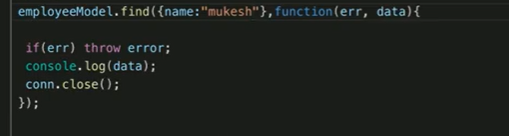 employeeModel.find({name:"mukesh"},function(err, data){
if(err) throw error;
console.log(data);
conn.close();
});